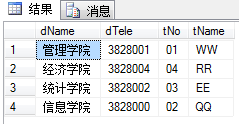 结果 消息
dName dTele tNo tName
1 管理学院 3828001 01 WW
2 经济学院 3828004 04 RR
3 统计学院 3828002 03 EE
4 信息学院 3828000 02 QQ